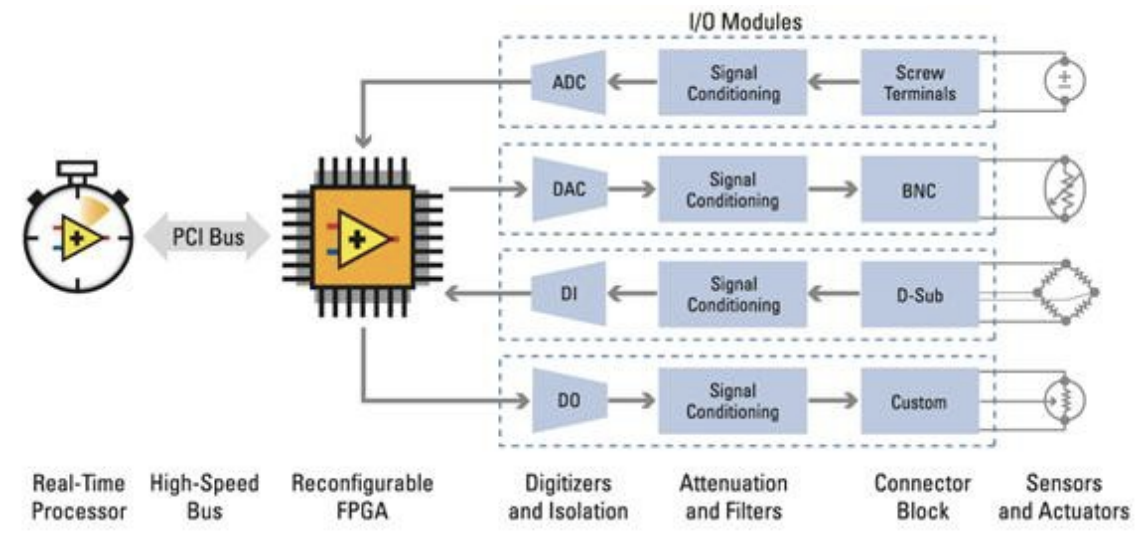 I/O Modules
ADC
Signal
Conditioning
Screw
Terminals
DAC
Signal
Conditioning
BNC
PCI Bus
DI
Signal
Conditioning
D-Sub
DO
Signal
Conditioning
Custom
Real-Time
Processor
High-Speed
Bus
Reconfigurable
FPGA
Digitizers
and Isolation
Attenuation
and Filters
Connector
Block
Sensors
and Actuators